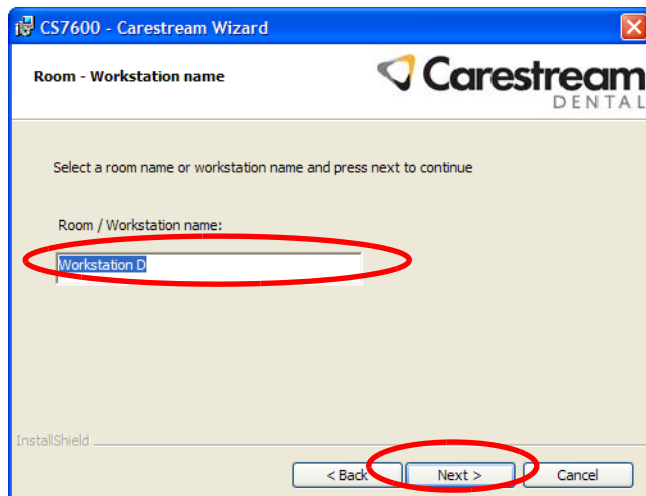 CS7600 - Carestream Wizard
Room - Workstation name
Carestream
DENTAL
Select a room name or workstation name and press next to continue
Room / Workstation name:
Workstation D
InstallShield
< Back Next > Cancel